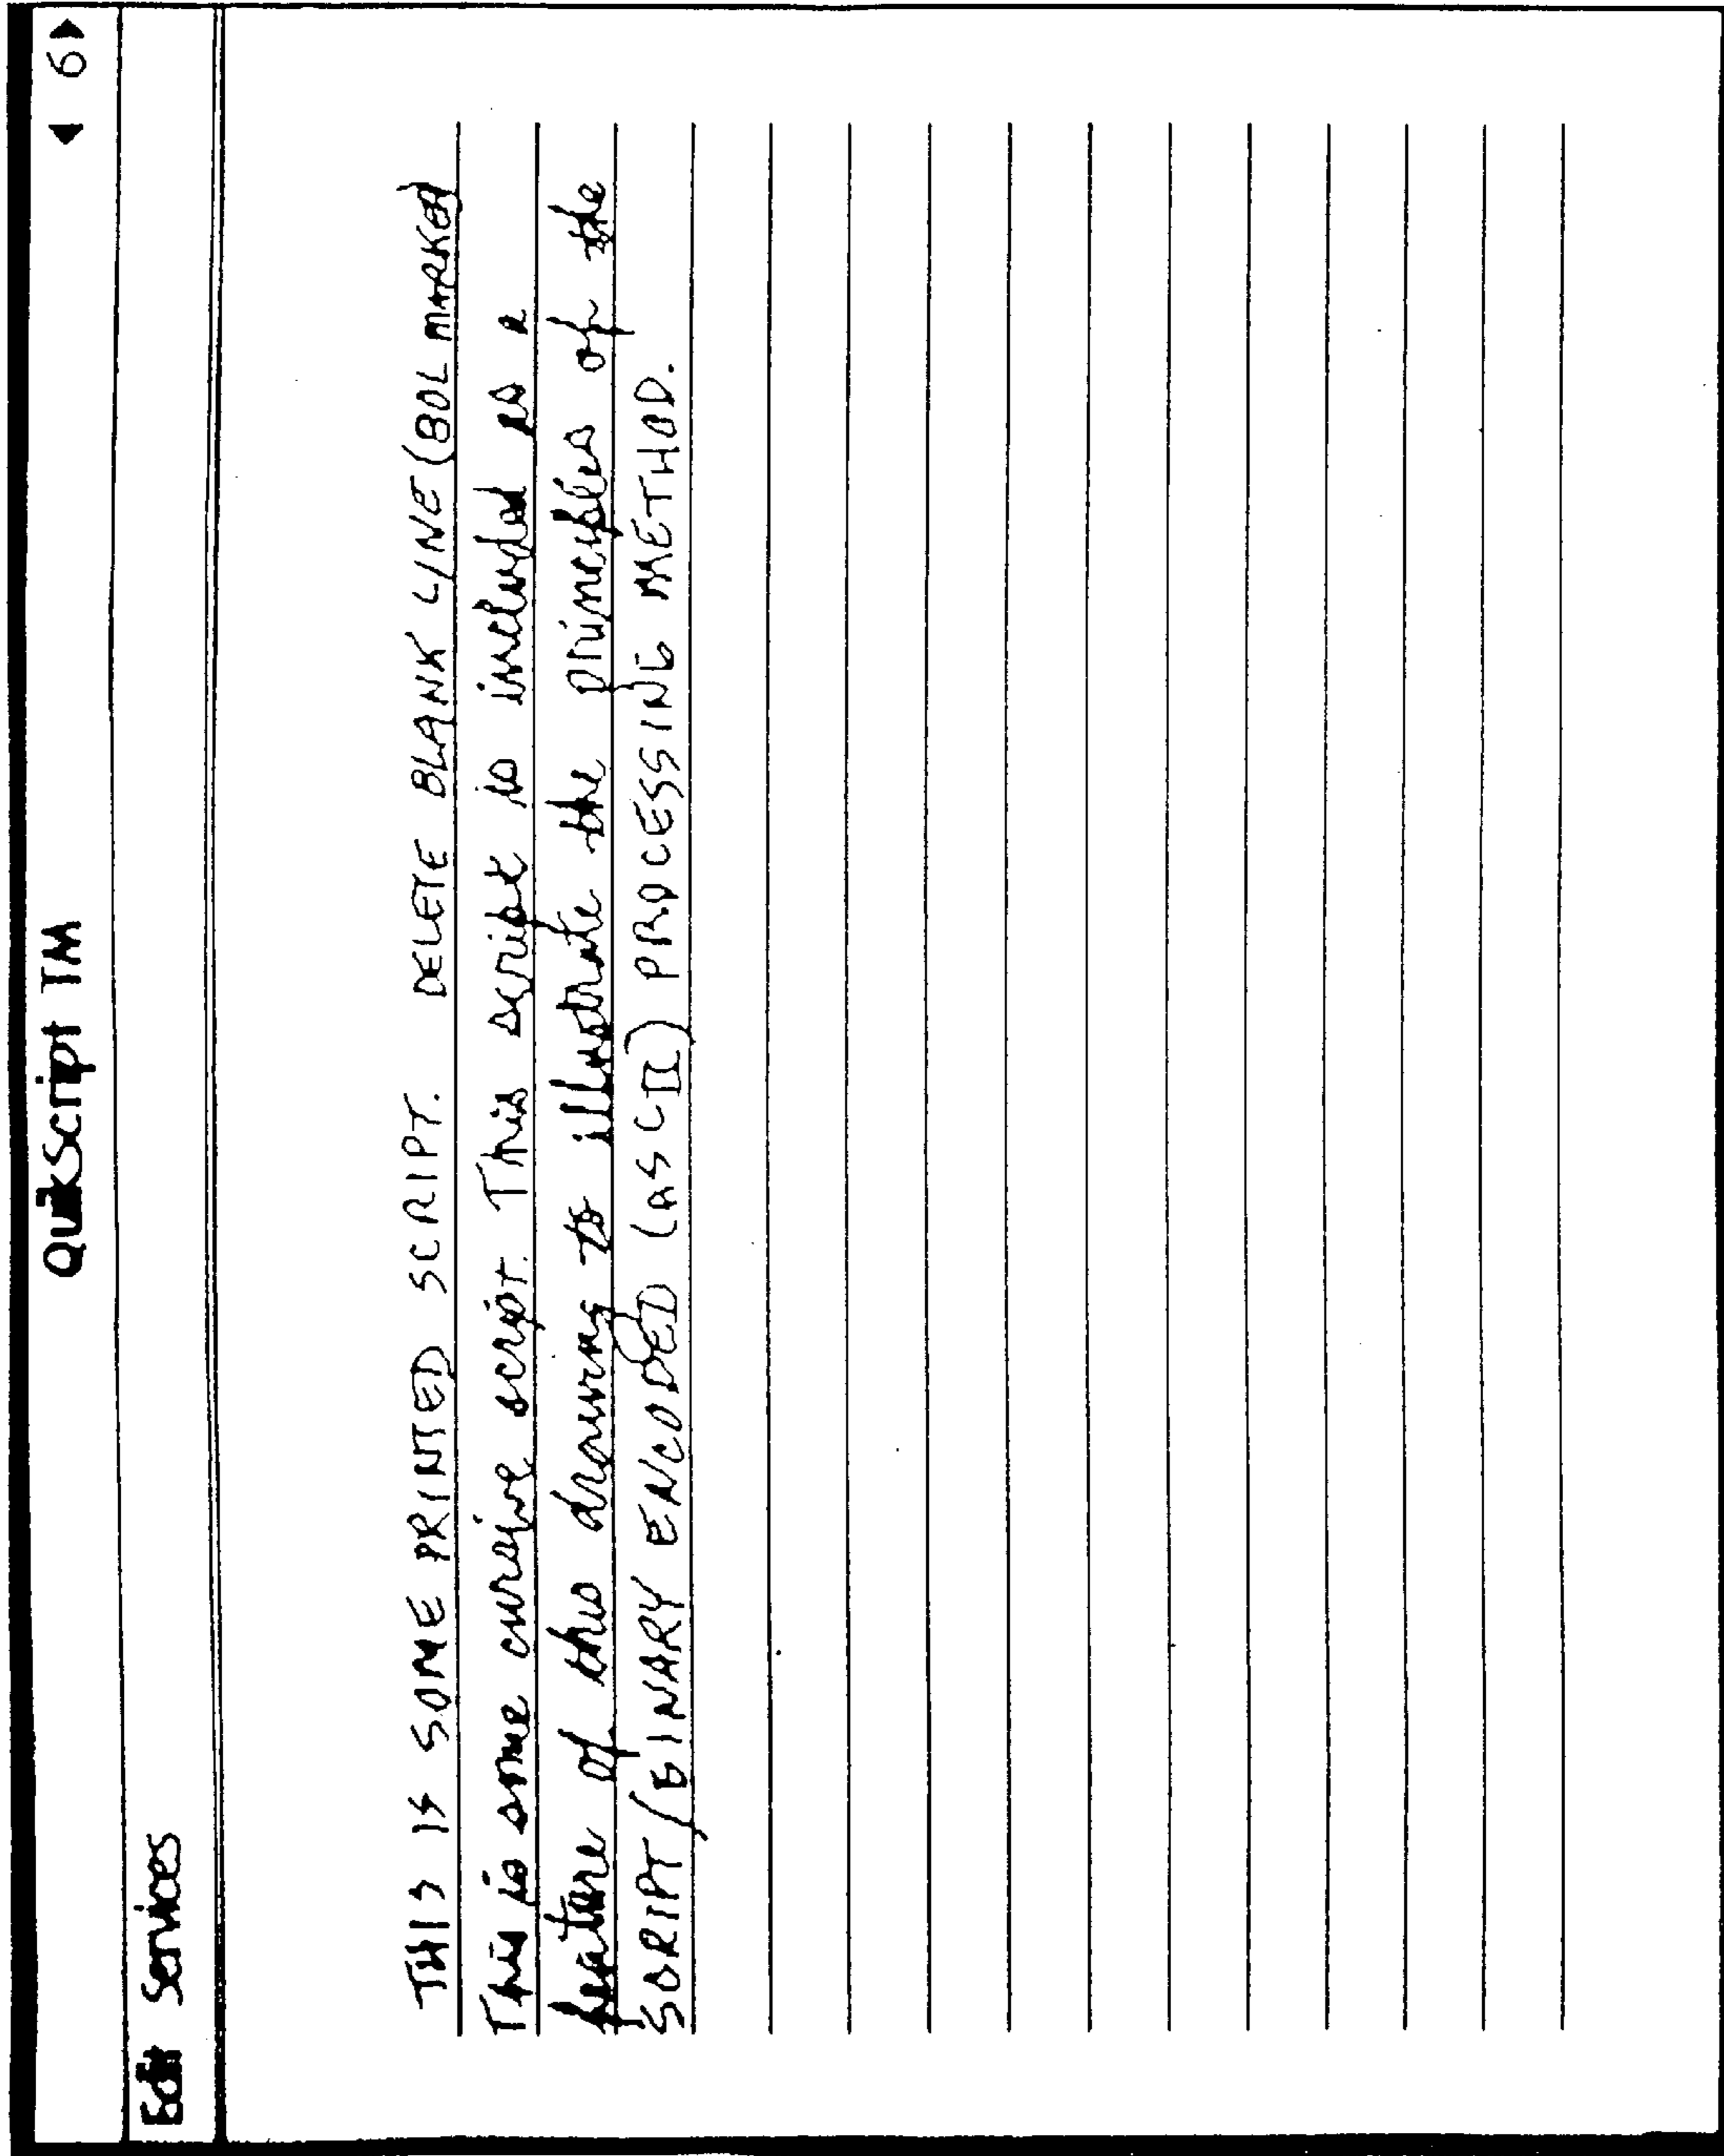 QuikScript TM ◀ 6▶
Edit Services
THIS IS SOME PRINTED SCRIPT. DELETE BLANK LINE (BOL MARKED)
This is some cursive script. This script is included as a
feature of this drawing to illustrate the principles of the
SCRIPT/BINARY ENCODED (ASCII) PROCESSING METHOD.